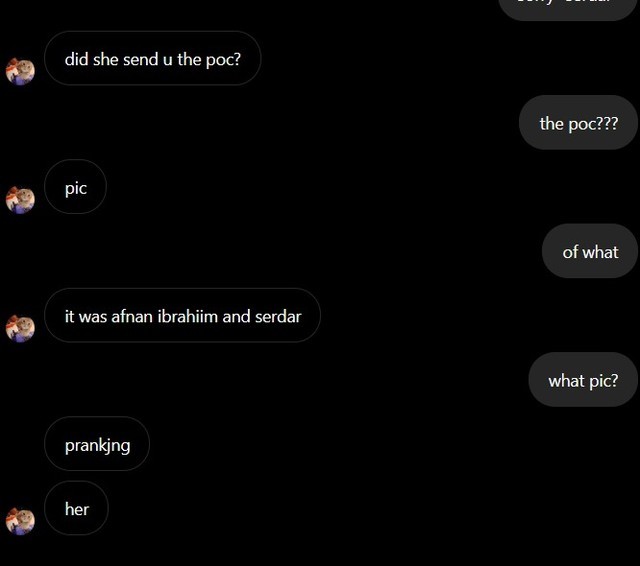 did she send u the poc?
the poc???
pic
of what
it was afnan ibrahiim and serdar
what pic?
prankjng
her